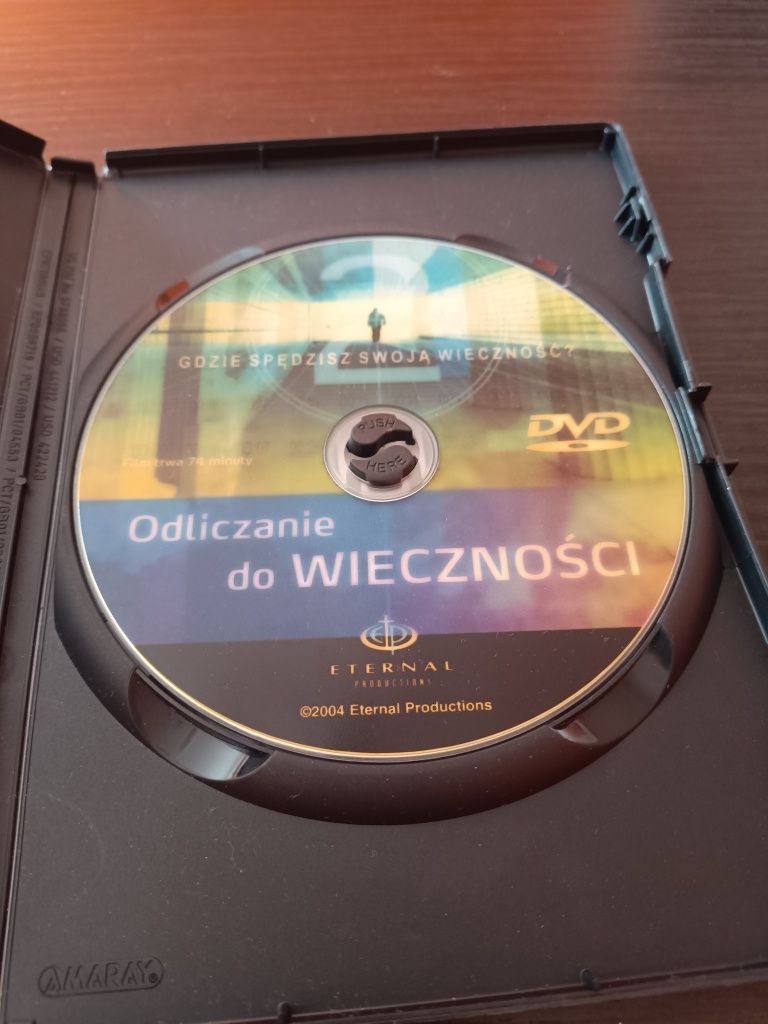 2
GDZIE SPĘDZISZ SWOJĄ WIECZNOŚĆ?
PUSH
HERE
DVD
Film trwa 74 minuty
Odliczanie
do WIECZNOŚCI
ETERNAL
PRODUCTIONS
©2004 Eternal Productions
AMARAY®